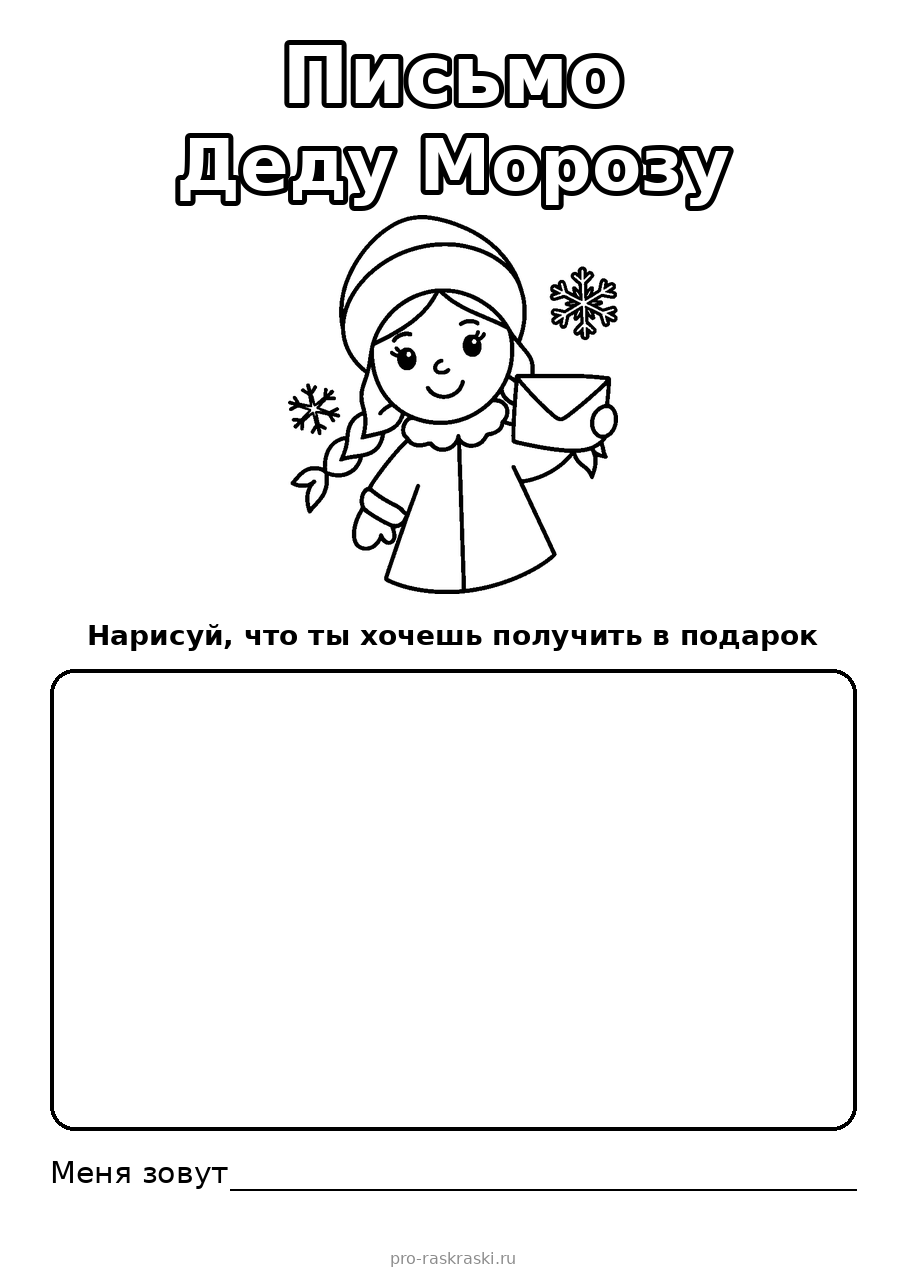 Письмо
Деду Морозу
Нарисуй, что ты хочешь получить в подарок
Меня зовут
pro-raskraski.ru